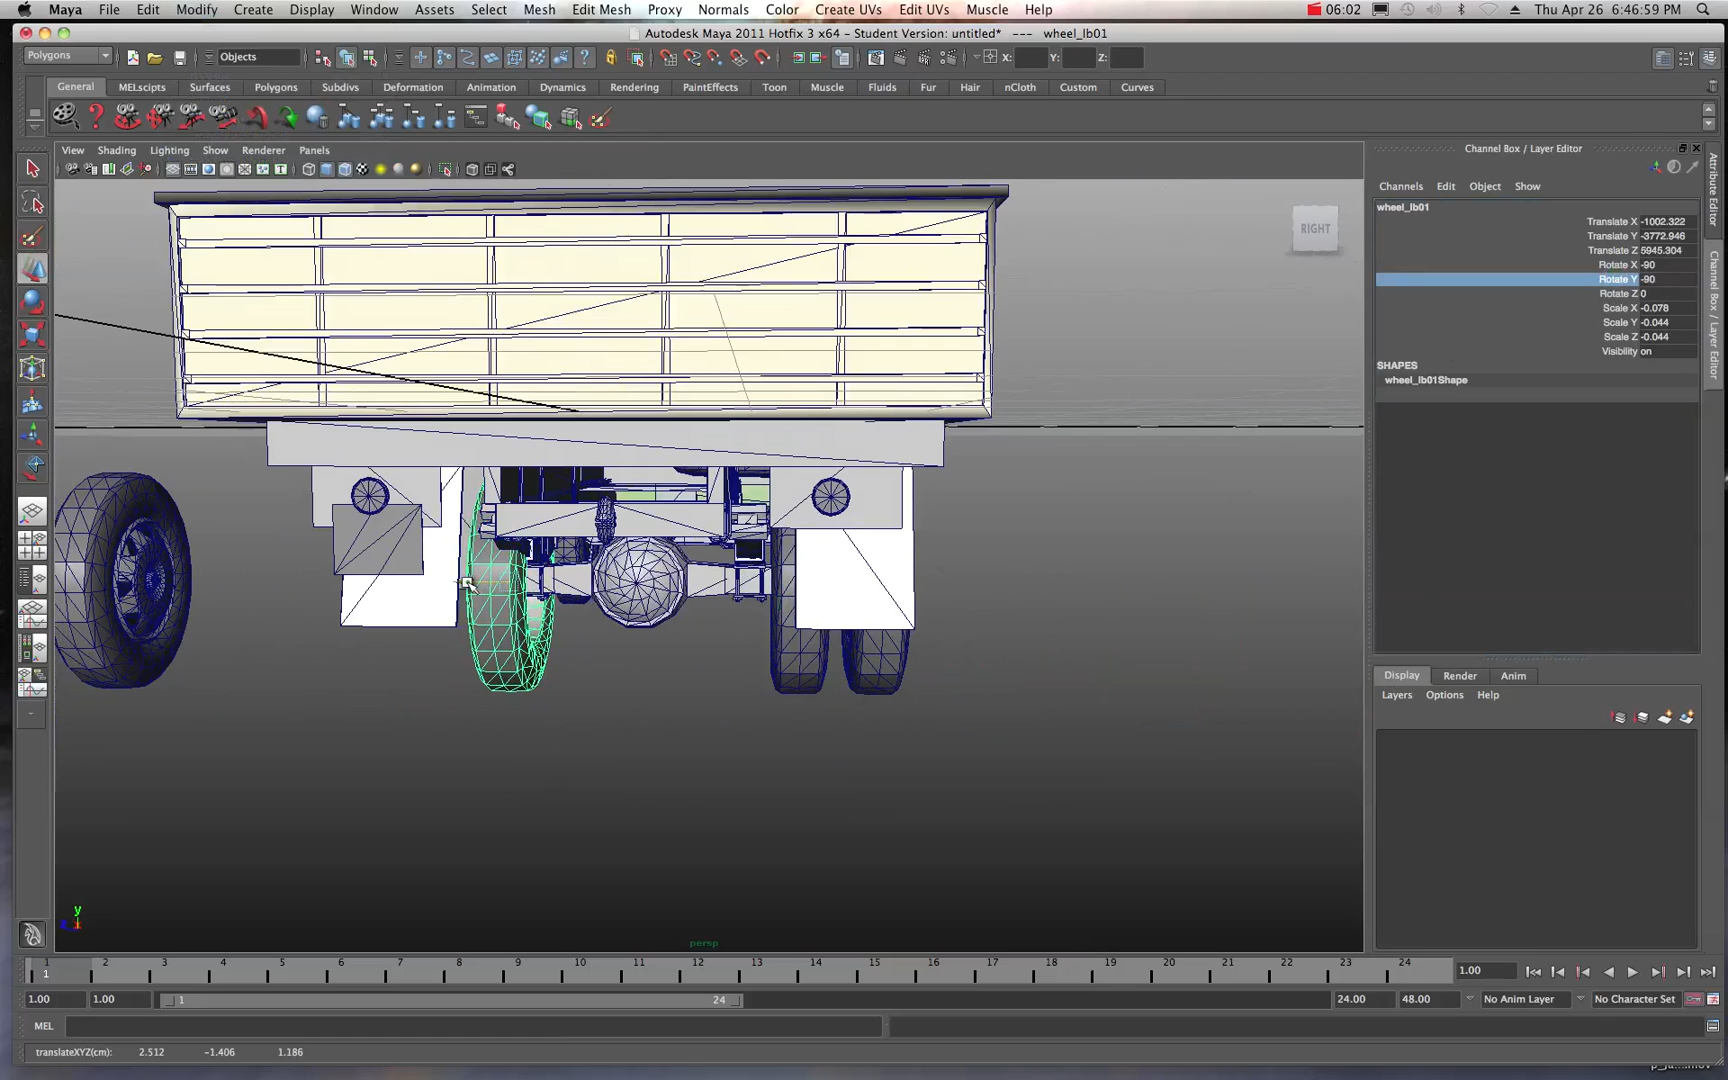 Maya File Edit Modify Create Display Window Assets Select Mesh Edit Mesh Proxy Normals Color Create UVs Edit UVs Muscle Help 06:02 Thu Apr 26 6:46:59 PM
Autodesk Maya 2011 Hotfix 3 x64 - Student Version: untitled* --- wheel_lb01
Polygons Objects X: Y: Z:
General MELscipts Surfaces Polygons Subdivs Deformation Animation Dynamics Rendering PaintEffects Toon Muscle Fluids Fur Hair nCloth Custom Curves
View Shading Lighting Show Renderer Panels
Channel Box / Layer Editor
Channels Edit Object Show
wheel_lb01
Translate X -1002.322
Translate Y -3772.946
Translate Z 5945.304
Rotate X -90
Rotate Y -90
Rotate Z 0
Scale X -0.078
Scale Y -0.044
Scale Z -0.044
Visibility on
SHAPES
wheel_lb01Shape
Attribute Editor
Channel Box / Layer Editor
RIGHT
Display Render Anim
Layers Options Help
y
persp
1 2 3 4 5 6 7 8 9 10 11 12 13 14 15 16 17 18 19 20 21 22 23 24
1
1.00
1.00 1.00 1 24 24.00 48.00 No Anim Layer No Character Set
MEL
translateXYZ(cm): 2.512 -1.406 1.186